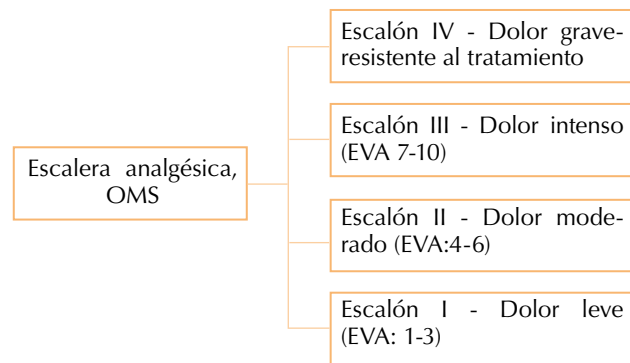 Escalera analgésica,
OMS
Escalón IV - Dolor grave-
resistente al tratamiento
Escalón III - Dolor intenso
(EVA 7-10)
Escalón II - Dolor mode-
rado (EVA:4-6)
Escalón I - Dolor leve
(EVA: 1-3)